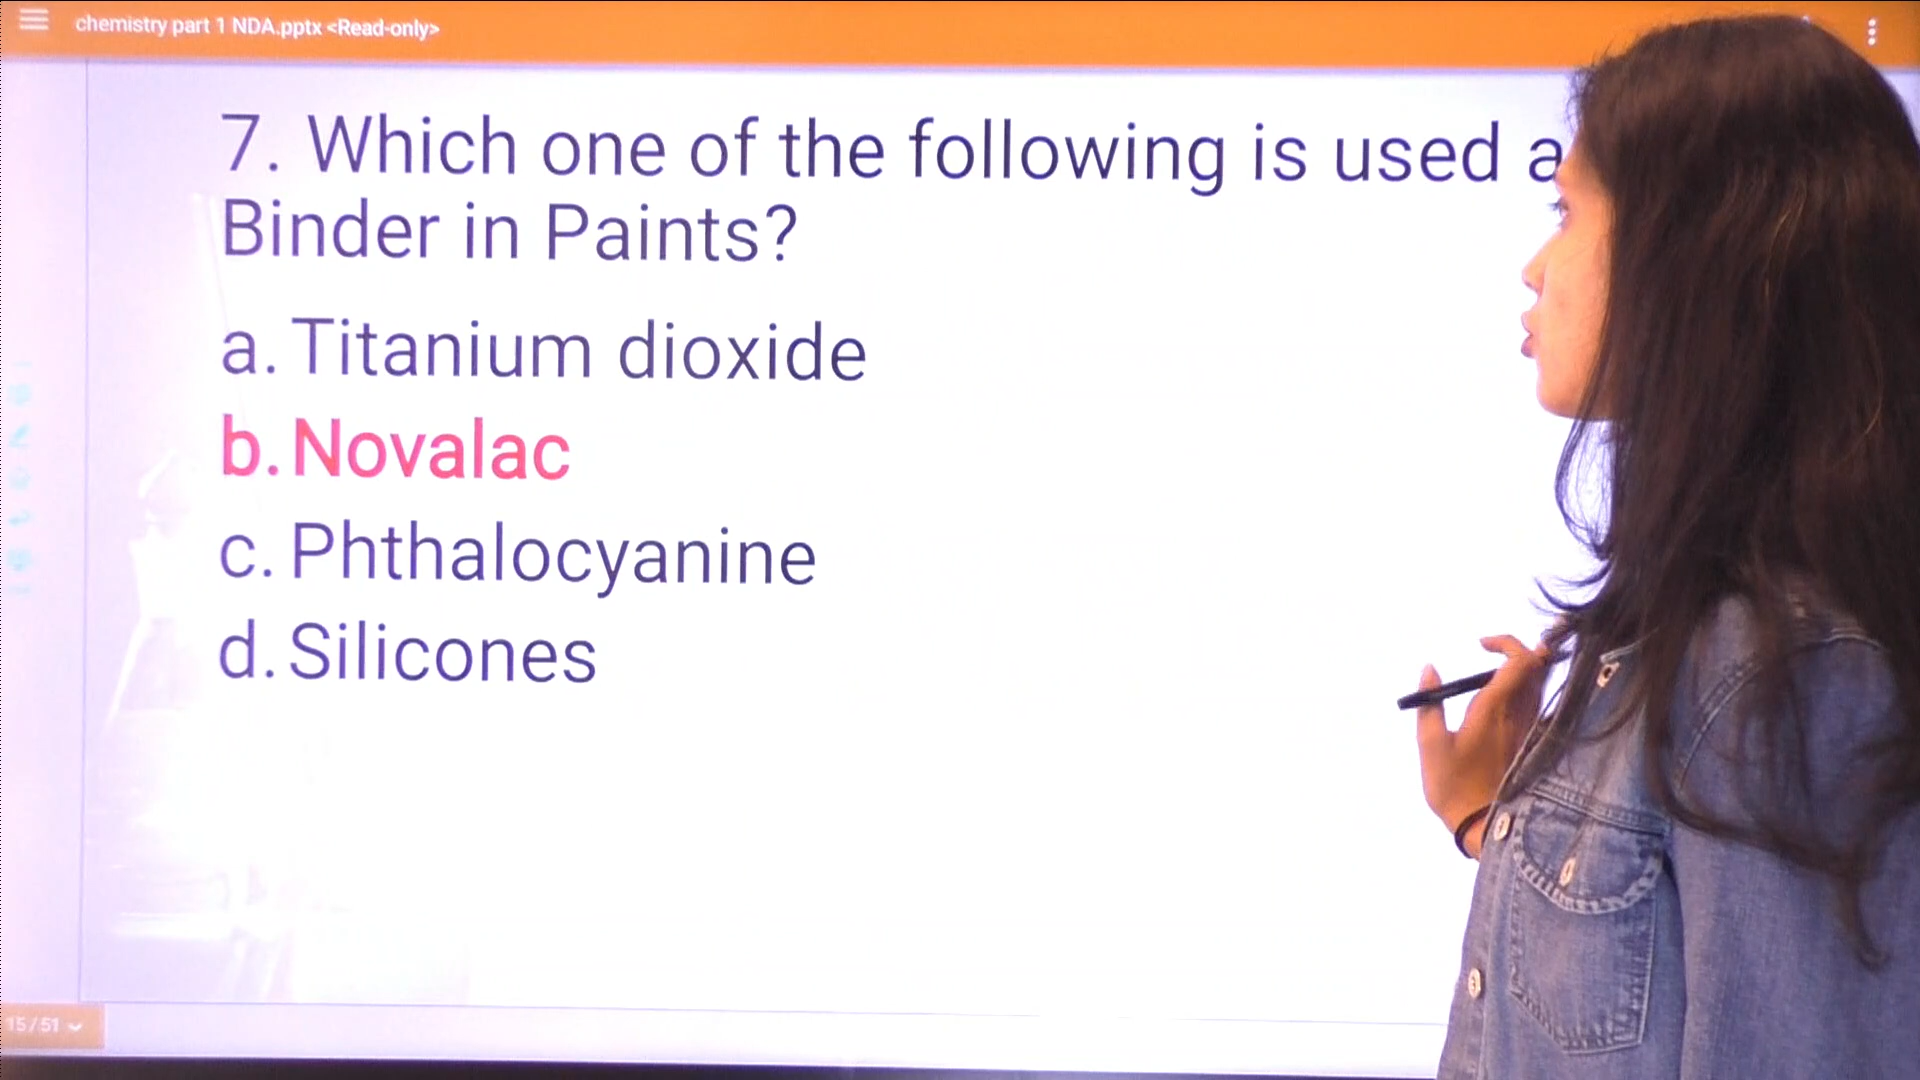 chemistry part 1 NDA.pptx <Read-only>
7. Which one of the following is used
Binder in Paints?
a. Titanium dioxide
b. Novalac
c. Phthalocyanine
d. Silicones
15 / 51